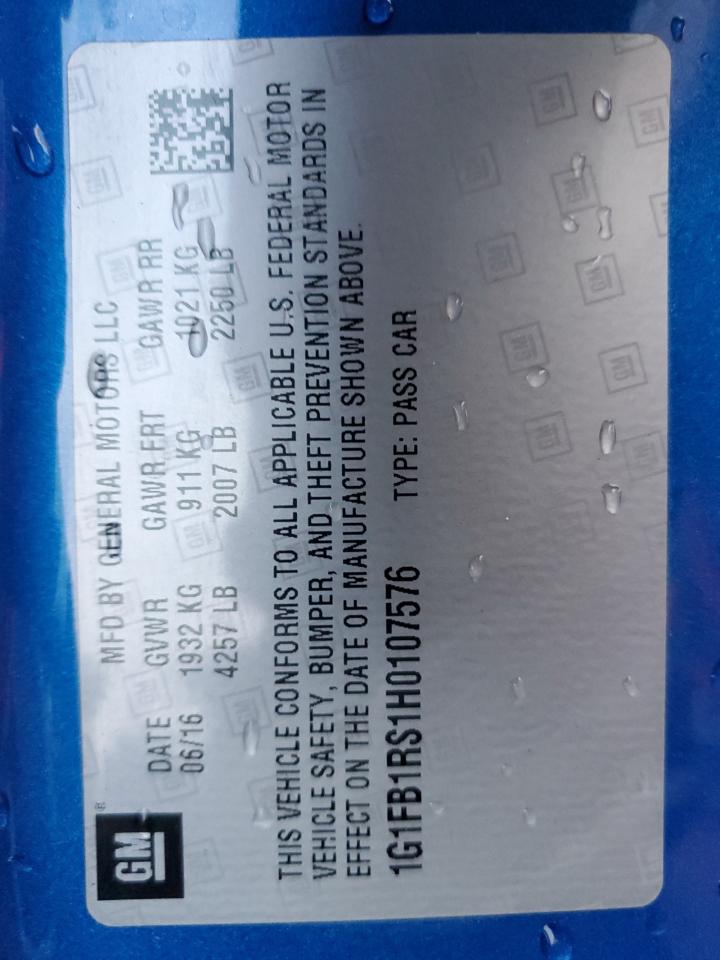 GM ®
MFD BY GENERAL MOTORS LLC
DATE GVWR GAWR FRT GAWR RR
06/16 1932 KG 911 KG 1021 KG
4257 LB 2007 LB 2250 LB
THIS VEHICLE CONFORMS TO ALL APPLICABLE U.S. FEDERAL MOTOR
VEHICLE SAFETY, BUMPER, AND THEFT PREVENTION STANDARDS IN
EFFECT ON THE DATE OF MANUFACTURE SHOWN ABOVE.
1G1FB1RS1H0107576 TYPE: PASS CAR